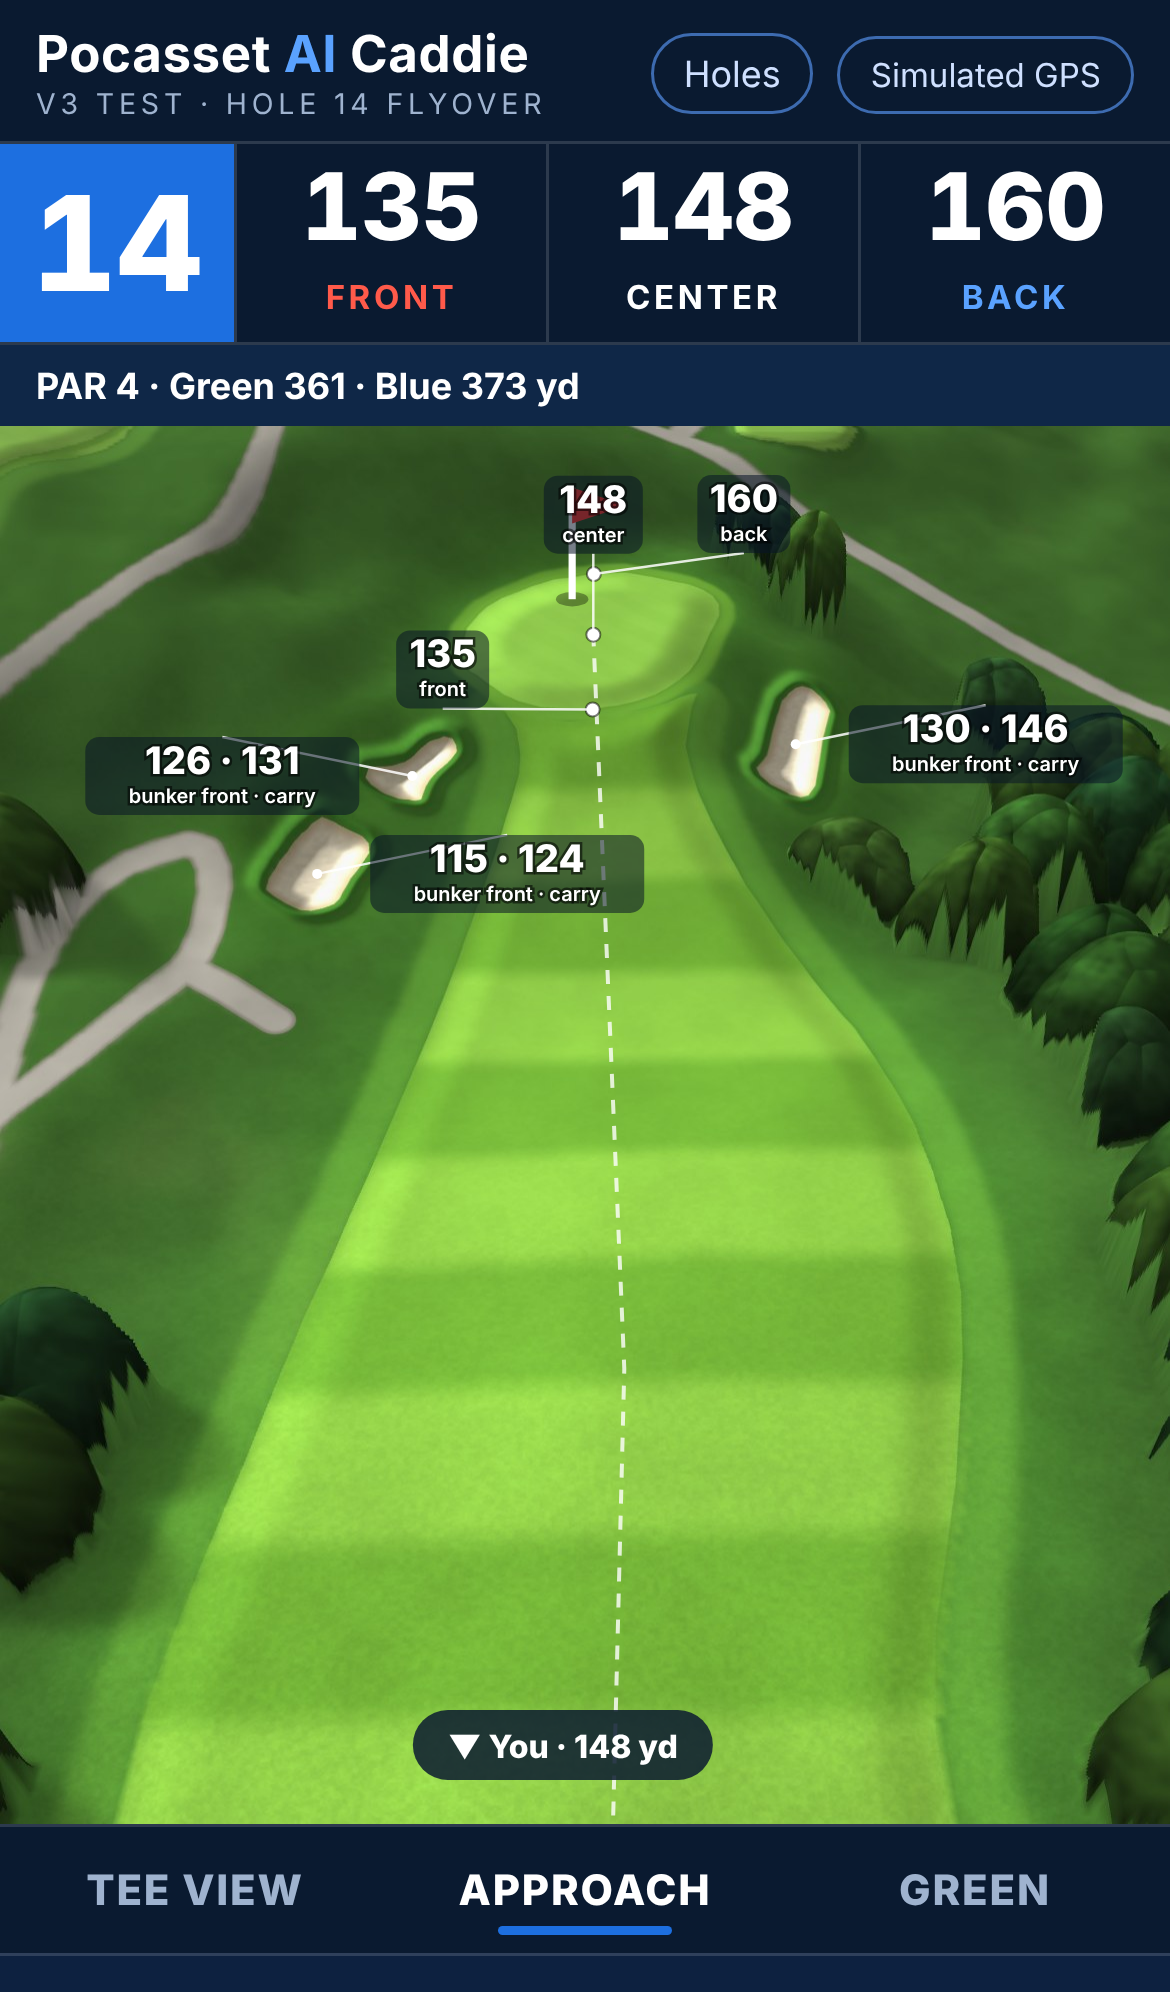 Pocasset AI Caddie
V3 TEST · HOLE 14 FLYOVER
Holes
Simulated GPS
14
135
FRONT
148
CENTER
160
BACK
PAR 4 · Green 361 · Blue 373 yd
148
center
160
back
135
front
130 · 146
bunker front · carry
126 · 131
bunker front · carry
115 · 124
bunker front · carry
▼ You · 148 yd
TEE VIEW
APPROACH
GREEN